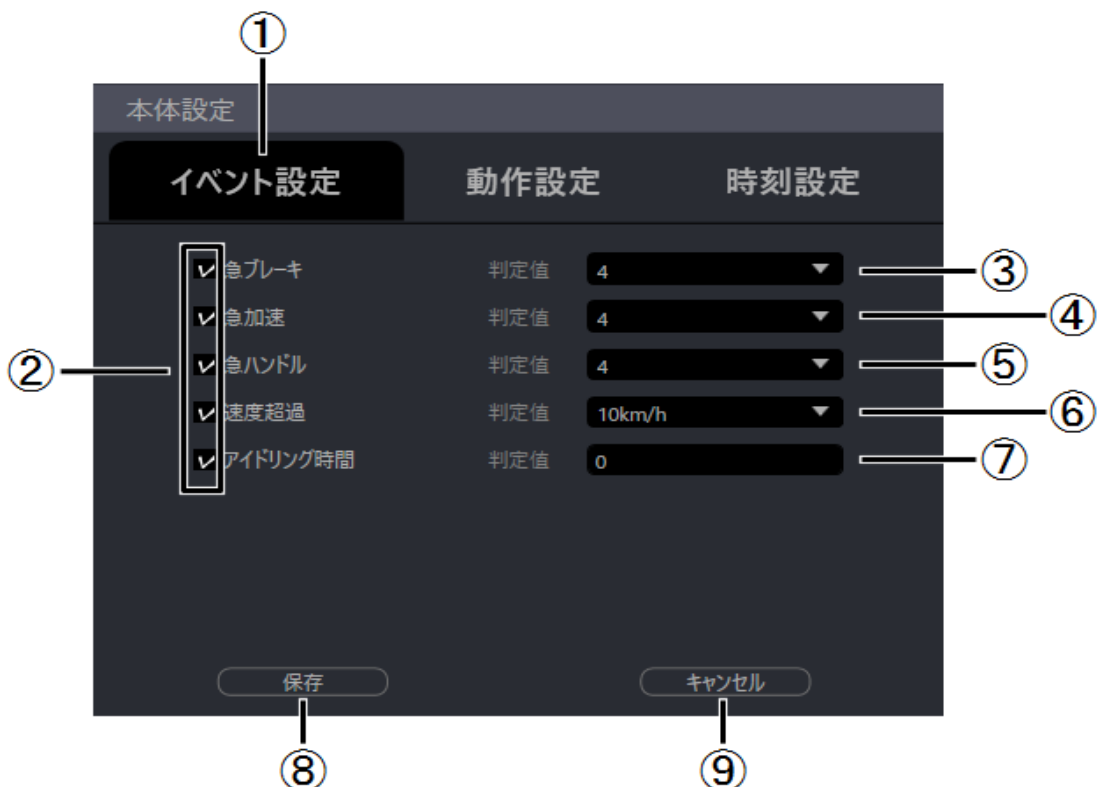 ①
本体設定
イベント設定 動作設定 時刻設定
急ブレーキ 判定値 4 ③
急加速 判定値 4 ④
② 急ハンドル 判定値 4 ⑤
速度超過 判定値 10km/h ⑥
アイドリング時間 判定値 0 ⑦
保存 キャンセル
⑧ ⑨